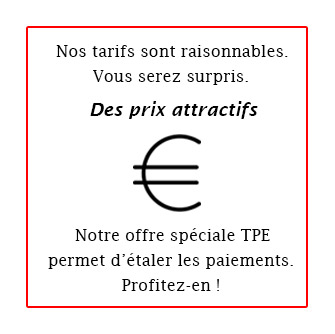 Nos tarifs sont raisonnables.
Vous serez surpris.
Des prix attractifs
€
Notre offre spéciale TPE
permet d’étaler les paiements.
Profitez-en !